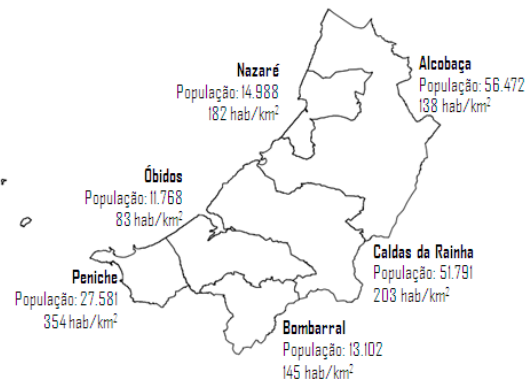 Nazaré
População: 14.988
182 hab/km²
Alcobaça
População: 56.472
138 hab/km²
Óbidos
População: 11.768
83 hab/km²
Caldas da Rainha
População: 51.791
203 hab/km²
Peniche
População: 27.581
354 hab/km²
Bombarral
População: 13.102
145 hab/km²